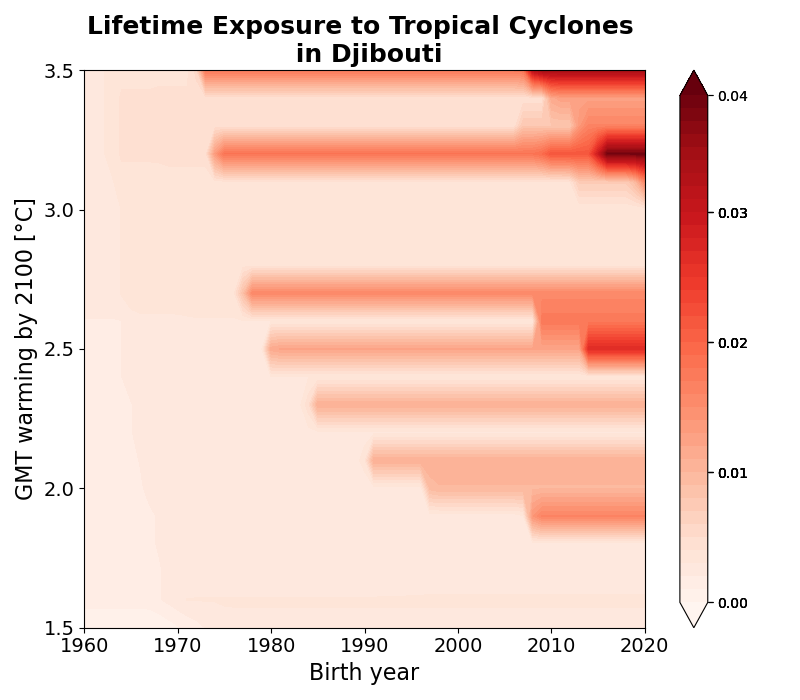 Lifetime Exposure to Tropical Cyclones
in Djibouti
GMT warming by 2100 [°C]
3.5
3.0
2.5
2.0
1.5
1960 1970 1980 1990 2000 2010 2020
Birth year
0.04
0.03
0.02
0.01
0.00